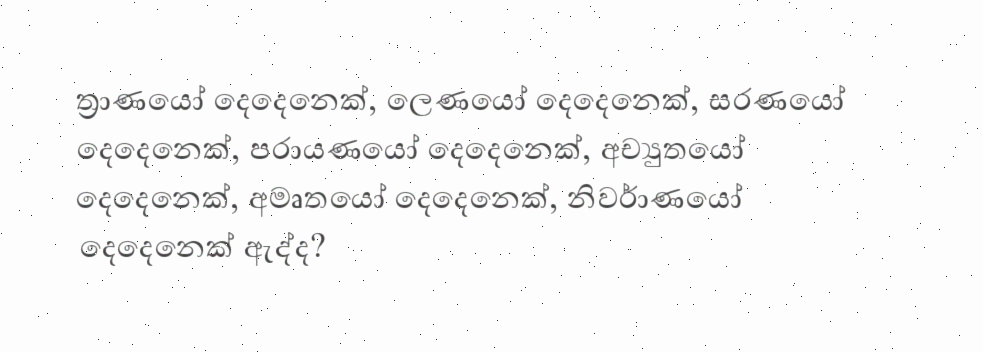 ත්‍රාණයෝ දෙදෙනෙක්, ලෙණයෝ දෙදෙනෙක්, සරණයෝ
දෙදෙනෙක්, පරායණයෝ දෙදෙනෙක්, අච්‍යුතයෝ
දෙදෙනෙක්, අමෘතයෝ දෙදෙනෙක්, නිර්‍වාණයෝ
දෙදෙනෙක් ඇද්ද?